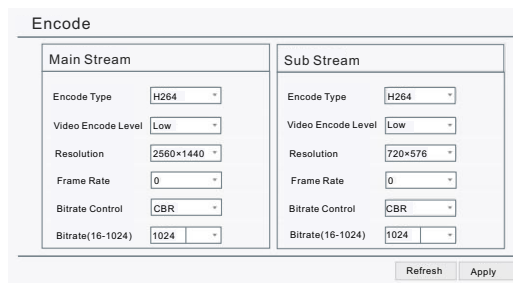 Encode
Main Stream
Encode Type H264
Video Encode Level Low
Resolution 2560×1440
Frame Rate 0
Bitrate Control CBR
Bitrate(16-1024) 1024
Sub Stream
Encode Type H264
Video Encode Level Low
Resolution 720×576
Frame Rate 0
Bitrate Control CBR
Bitrate(16-1024) 1024
Refresh Apply